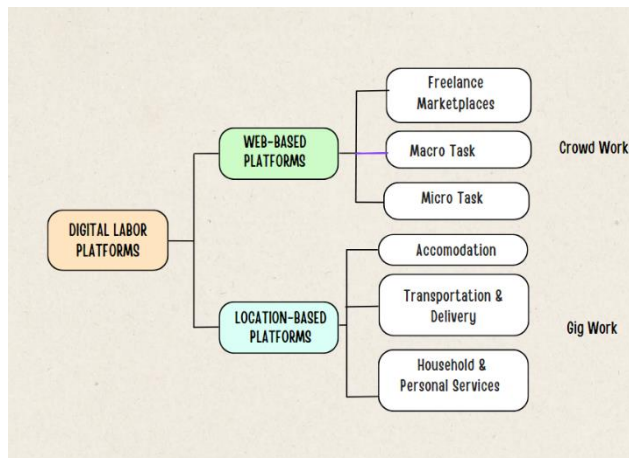 Freelance
Marketplaces
WEB-BASED
PLATFORMS
Macro Task
Crowd Work
Micro Task
DIGITAL LABOR
PLATFORMS
Accomodation
Transportation &
Delivery
LOCATION-BASED
PLATFORMS
Gig Work
Household &
Personal Services